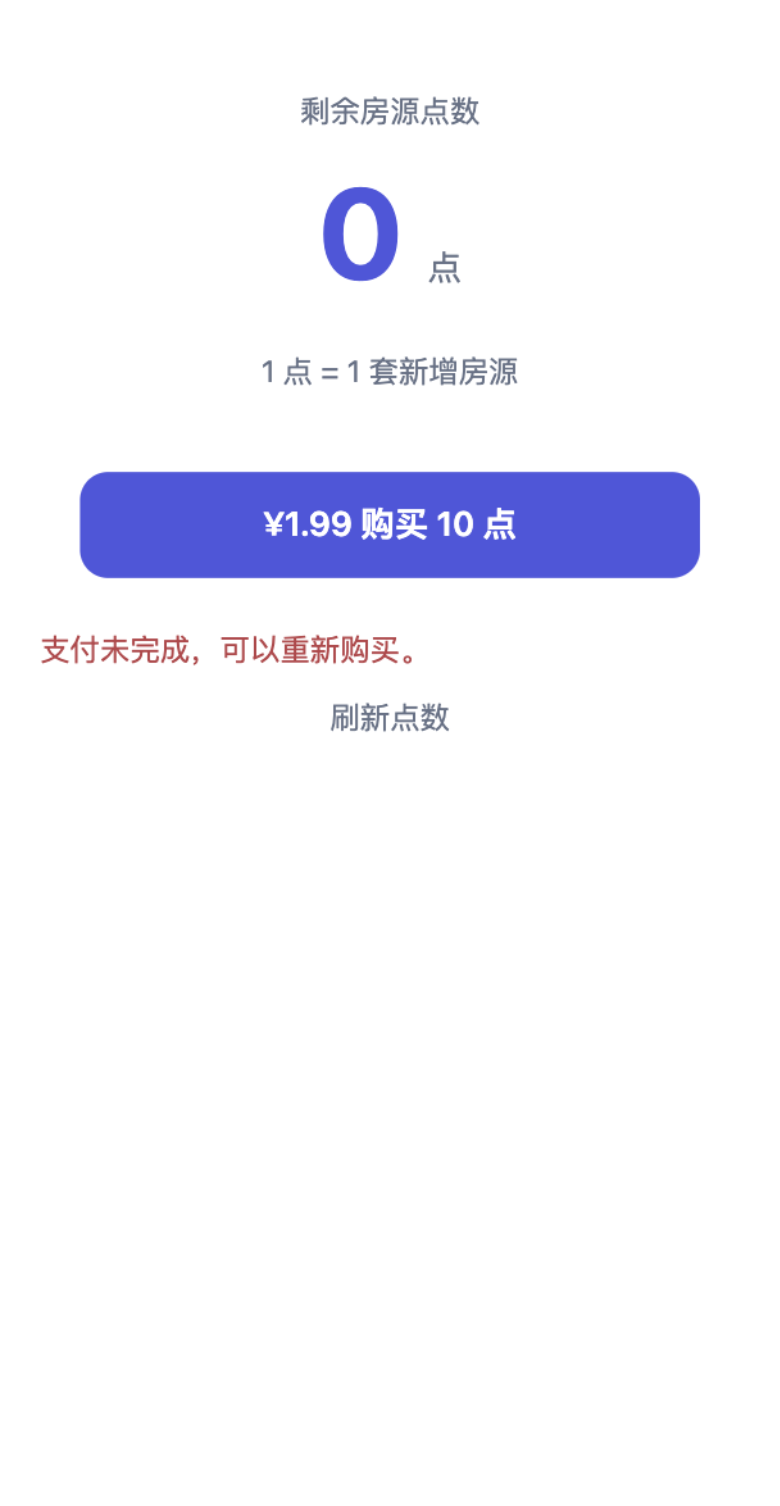 剩余房源点数
0 点
1 点 = 1 套新增房源
¥1.99 购买 10 点
支付未完成，可以重新购买。
刷新点数